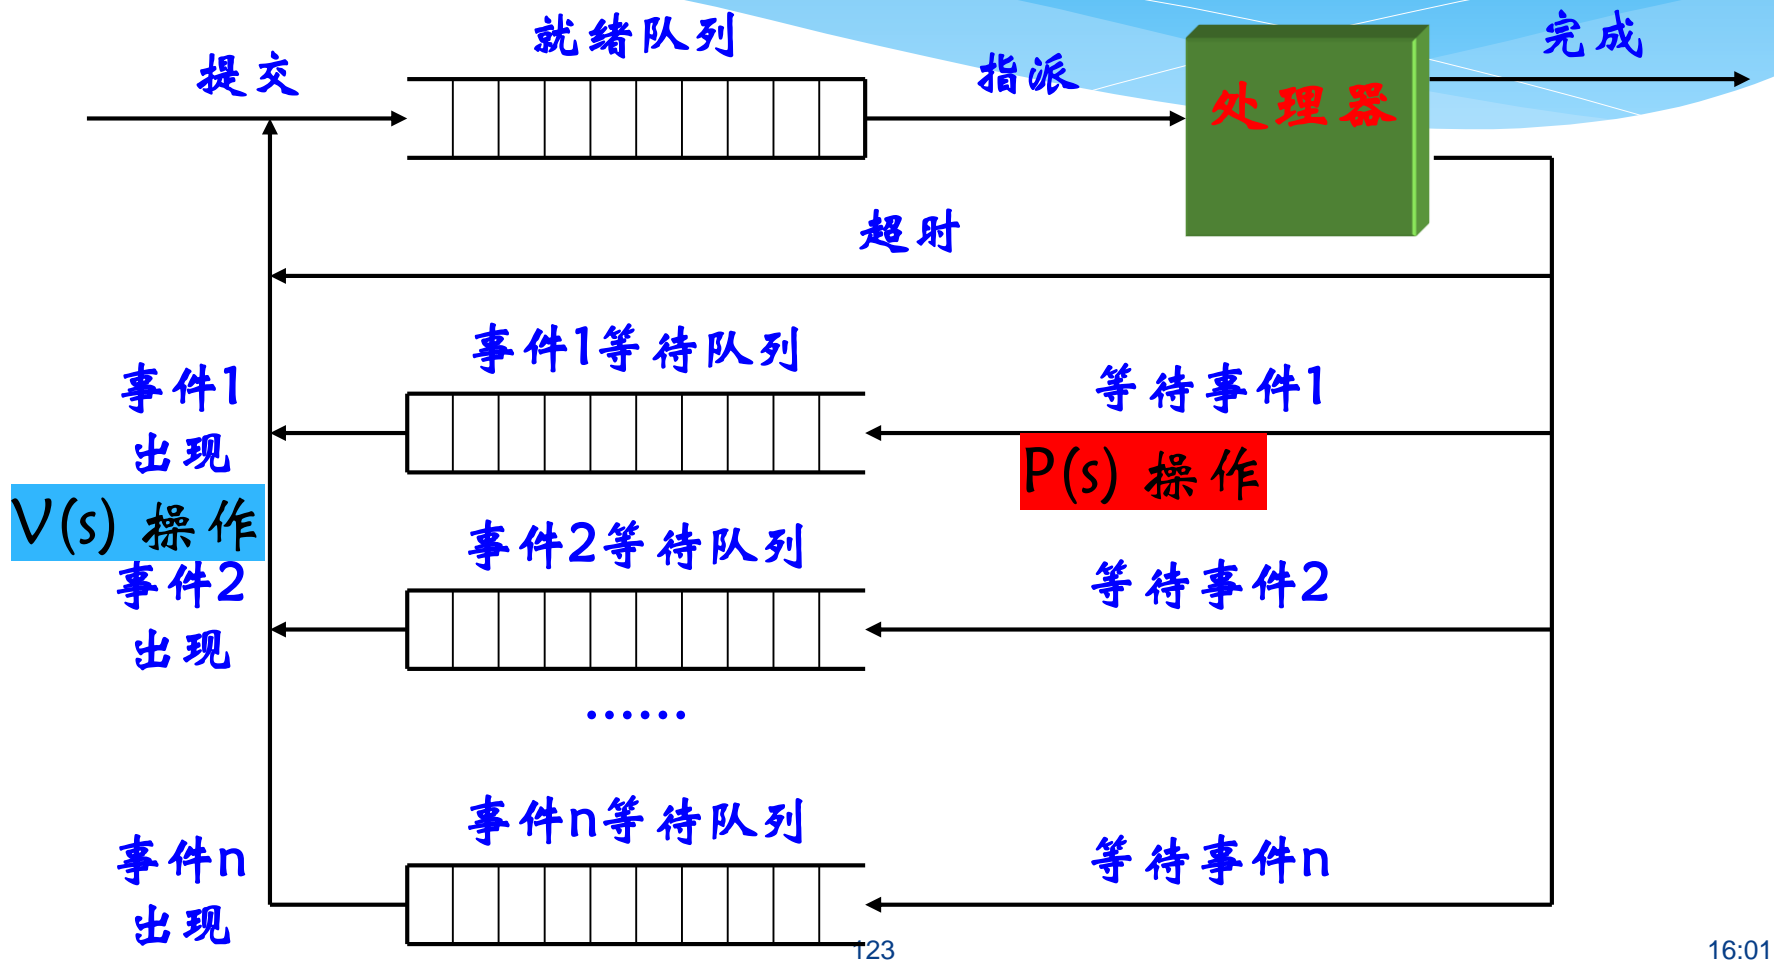 就绪队列
完成
提交
指派
处理器
超时
事件1等待队列
事件1
出现
等待事件1
P(s) 操作
V(s) 操作
事件2等待队列
事件2
出现
等待事件2
......
事件n等待队列
事件n
出现
等待事件n
123
16:01